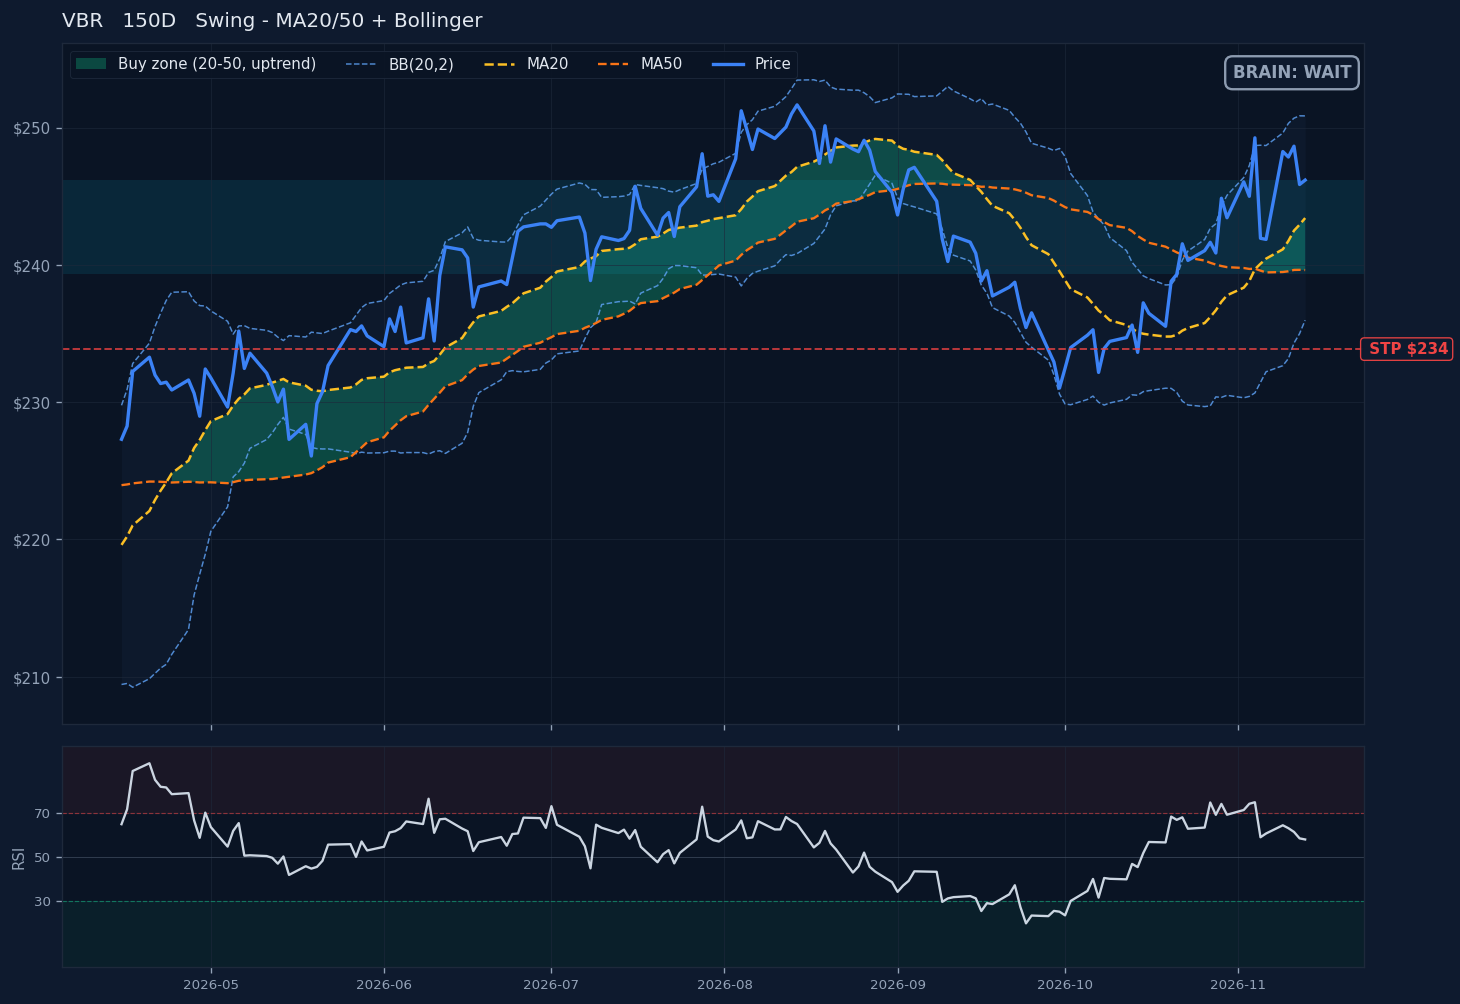 VBR 150D Swing - MA20/50 + Bollinger
Buy zone (20-50, uptrend) BB(20,2) MA20 MA50 Price
BRAIN: WAIT
$250
$240
STP $234
$230
$220
$210
70
50
30
RSI
2026-05 2026-06 2026-07 2026-08 2026-09 2026-10 2026-11